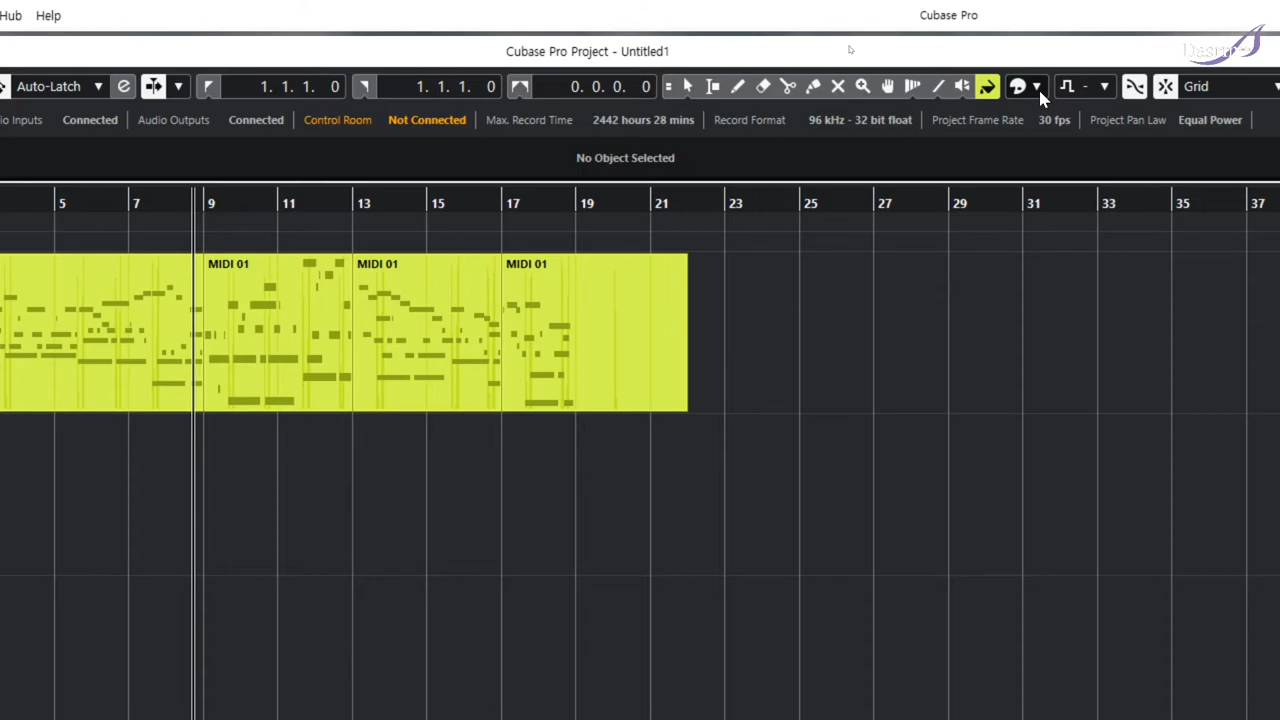 Hub Help
Cubase Pro
Cubase Pro Project - Untitled1
Auto-Latch
1. 1. 1. 0
1. 1. 1. 0
0. 0. 0. 0
-
Grid
io Inputs Connected Audio Outputs Connected Control Room Not Connected Max. Record Time 2442 hours 28 mins Record Format 96 kHz - 32 bit float Project Frame Rate 30 fps Project Pan Law Equal Power
No Object Selected
5 7 9 11 13 15 17 19 21 23 25 27 29 31 33 35 37
MIDI 01 MIDI 01 MIDI 01